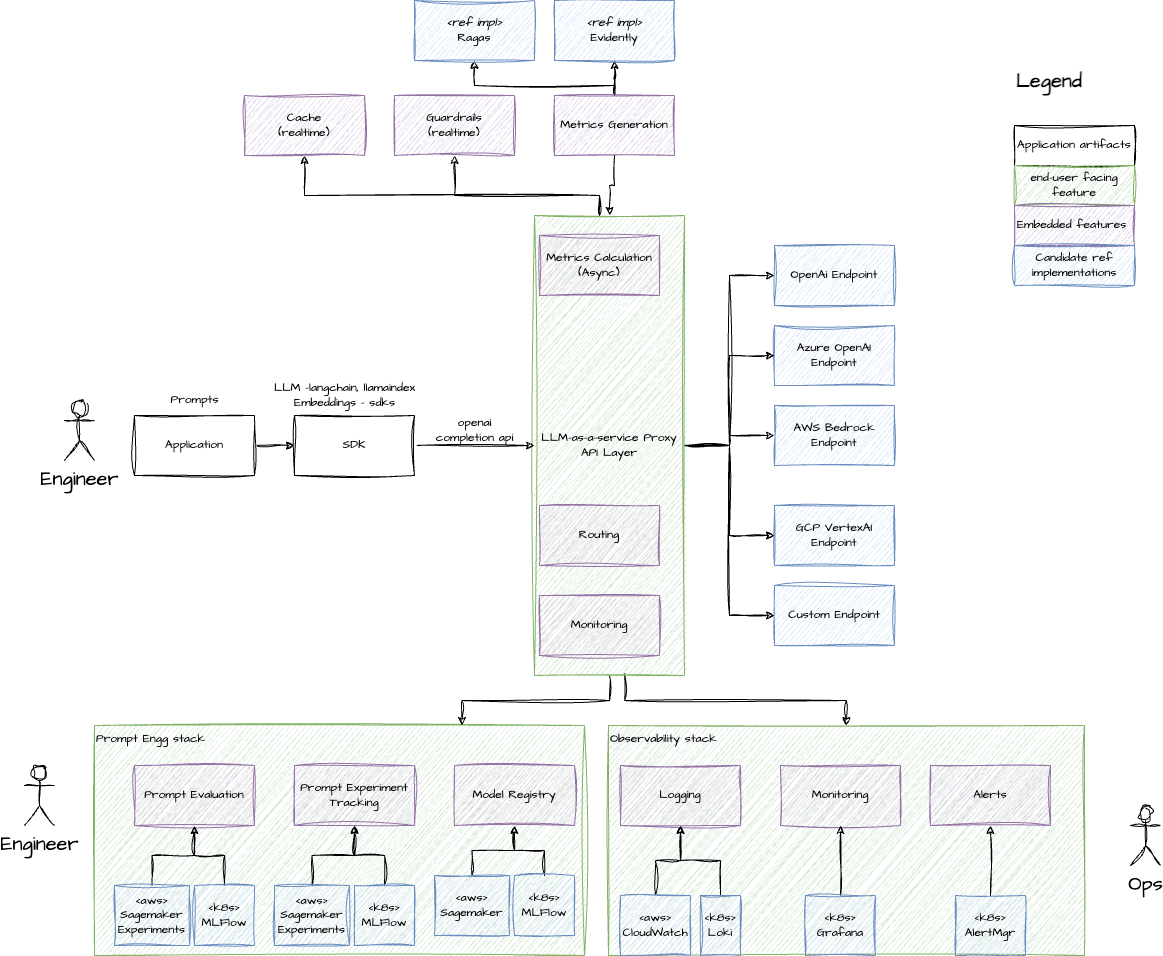 <ref impl>
Ragas
<ref impl>
Evidently
Legend
Cache
(realtime)
Guardrails
(realtime)
Metrics Generation
Application artifacts
end-user facing
feature
Embedded features
Candidate ref
implementations
Metrics Calculation
(Async)
OpenAi Endpoint
Azure OpenAI
Endpoint
LLM -langchain, llamaindex
Embeddings - sdks
Prompts
Application
SDK
openai
completion api
LLM-as-a-service Proxy
API Layer
AWS Bedrock
Endpoint
Engineer
Routing
GCP VertexAI
Endpoint
Monitoring
Custom Endpoint
Prompt Engg stack
Observability stack
Prompt Evaluation
Prompt Experiment
Tracking
Model Registry
Logging
Monitoring
Alerts
Engineer
Ops
<aws>
Sagemaker
Experiments
<k8s>
MLFlow
<aws>
Sagemaker
Experiments
<k8s>
MLFlow
<aws>
Sagemaker
<k8s>
MLFlow
<aws>
CloudWatch
<k8s>
Loki
<k8s>
Grafana
<k8s>
AlertMgr